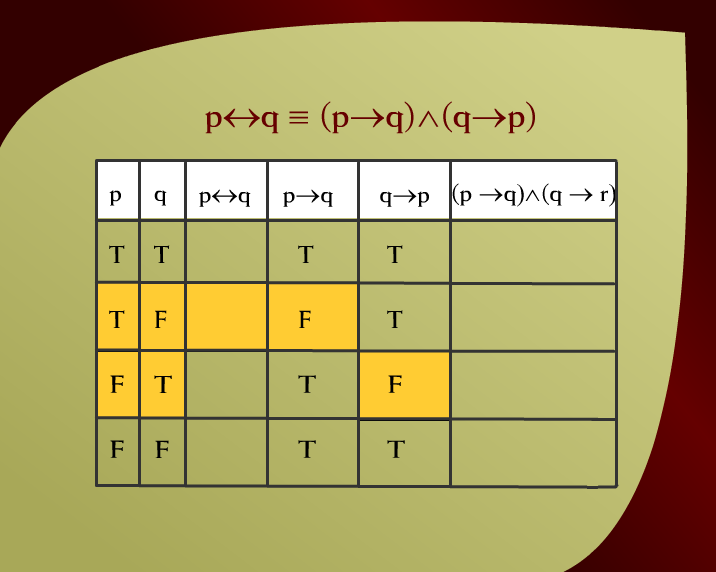 p↔q ≡ (p→q)∧(q→p)
p q p↔q p→q q→p (p →q)∧(q → r)
T T T T
T F F T
F T T F
F F T T